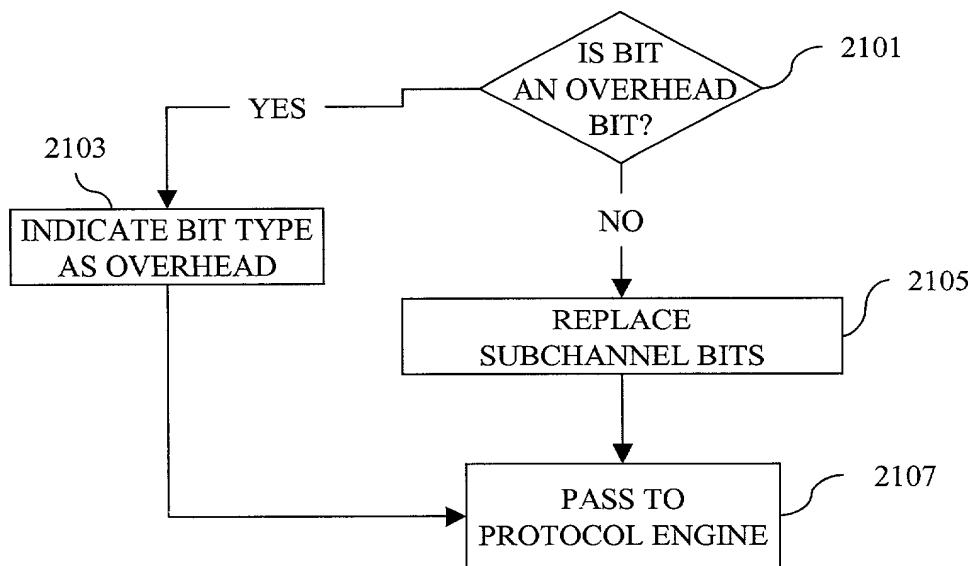 IS BIT
AN OVERHEAD
BIT?
2101
YES
2103
INDICATE BIT TYPE
AS OVERHEAD
NO
2105
REPLACE
SUBCHANNEL BITS
2107
PASS TO
PROTOCOL ENGINE